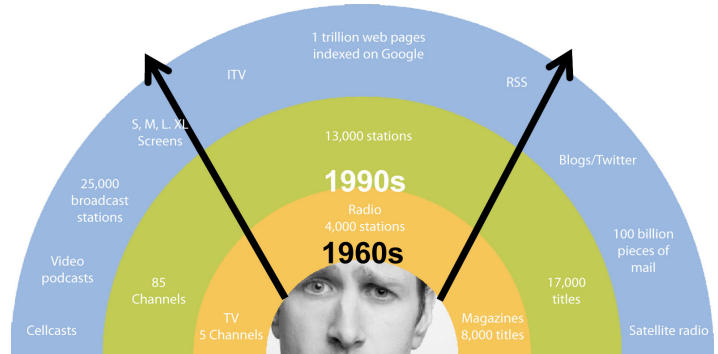 1 trillion web pages
indexed on Google
ITV
RSS
S, M, L. XL
Screens
13,000 stations
Blogs/Twitter
25,000
broadcast
stations
1990s
Radio
4,000 stations
1960s
100 billion
pieces of
mail
Video
podcasts
85
Channels
17,000
titles
Cellcasts
TV
5 Channels
Magazines
8,000 titles
Satellite radio